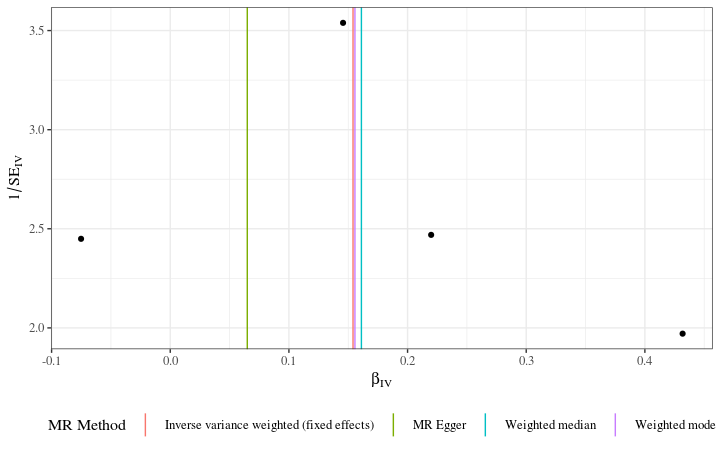 3.5
3.0
2.5
2.0
1/SE_IV
-0.1 0.0 0.1 0.2 0.3 0.4
β_IV
MR Method Inverse variance weighted (fixed effects) MR Egger Weighted median Weighted mode